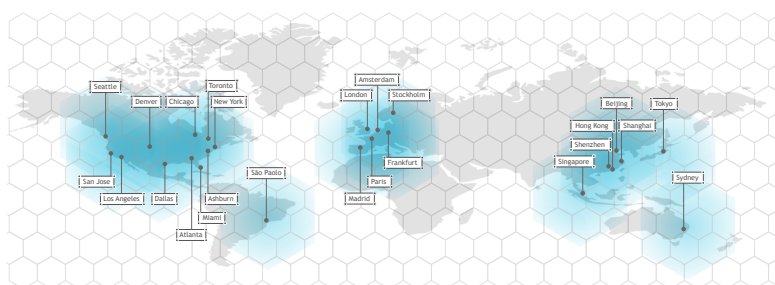 Seattle
Denver
Chicago
Toronto
New York
San Jose
Los Angeles
Dallas
Ashburn
Miami
Atlanta
São Paolo
Amsterdam
London
Stockholm
Frankfurt
Paris
Madrid
Beijing
Tokyo
Hong Kong
Shanghai
Shenzhen
Singapore
Sydney